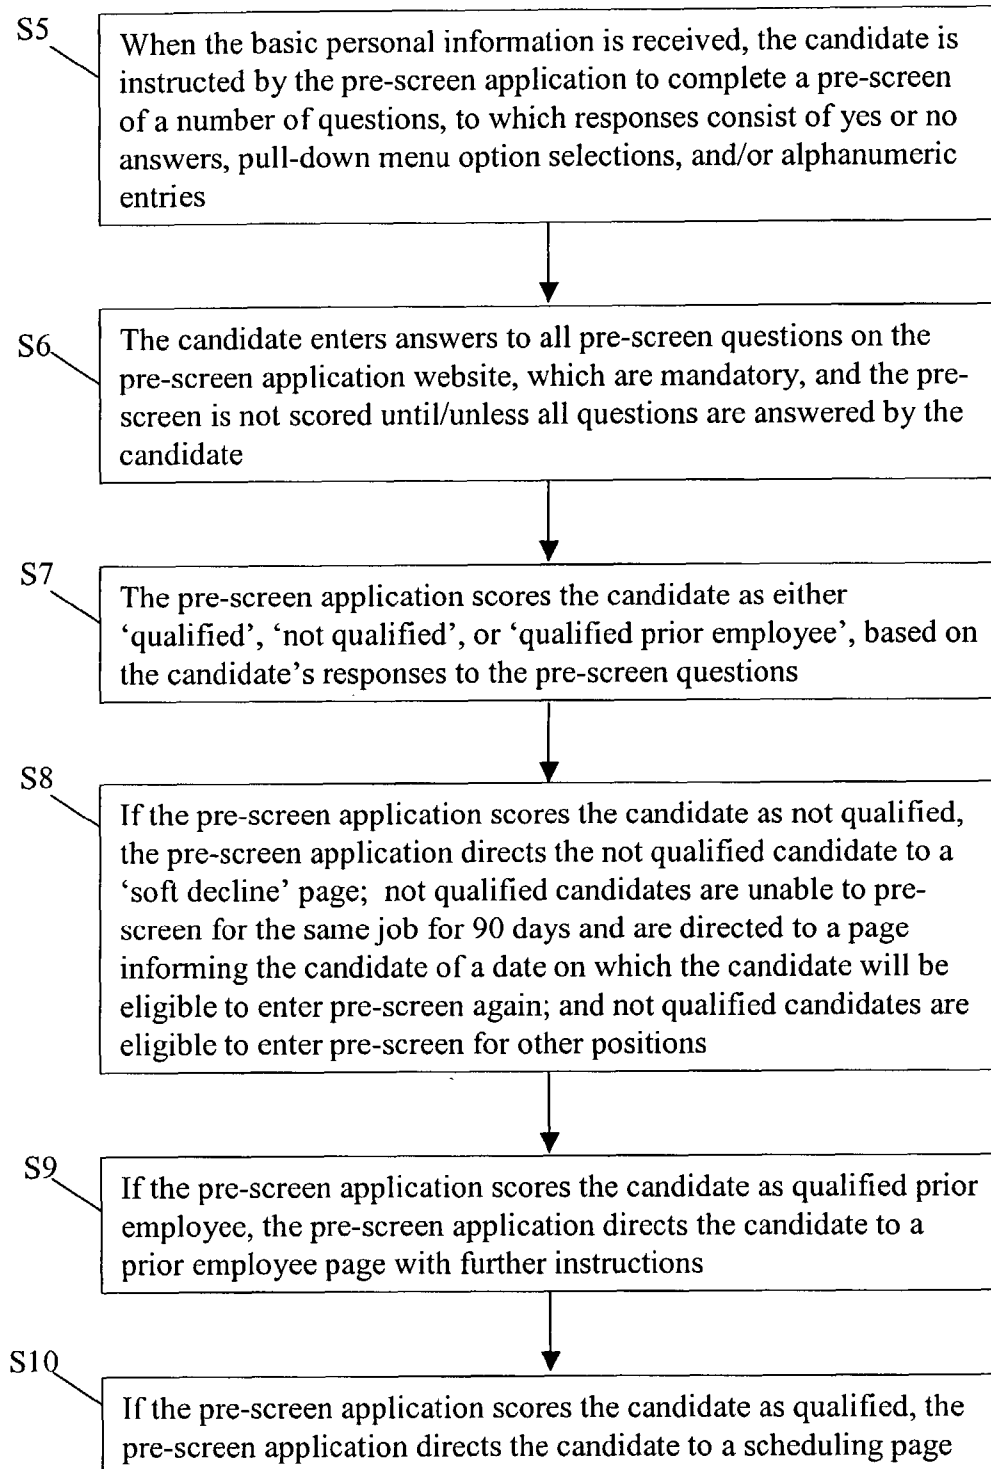 S5
When the basic personal information is received, the candidate is
instructed by the pre-screen application to complete a pre-screen
of a number of questions, to which responses consist of yes or no
answers, pull-down menu option selections, and/or alphanumeric
entries
S6
The candidate enters answers to all pre-screen questions on the
pre-screen application website, which are mandatory, and the pre-
screen is not scored until/unless all questions are answered by the
candidate
S7
The pre-screen application scores the candidate as either
‘qualified’, ‘not qualified’, or ‘qualified prior employee’, based on
the candidate’s responses to the pre-screen questions
S8
If the pre-screen application scores the candidate as not qualified,
the pre-screen application directs the not qualified candidate to a
‘soft decline’ page;  not qualified candidates are unable to pre-
screen for the same job for 90 days and are directed to a page
informing the candidate of a date on which the candidate will be
eligible to enter pre-screen again; and not qualified candidates are
eligible to enter pre-screen for other positions
S9
If the pre-screen application scores the candidate as qualified prior
employee, the pre-screen application directs the candidate to a
prior employee page with further instructions
S10
If the pre-screen application scores the candidate as qualified, the
pre-screen application directs the candidate to a scheduling page